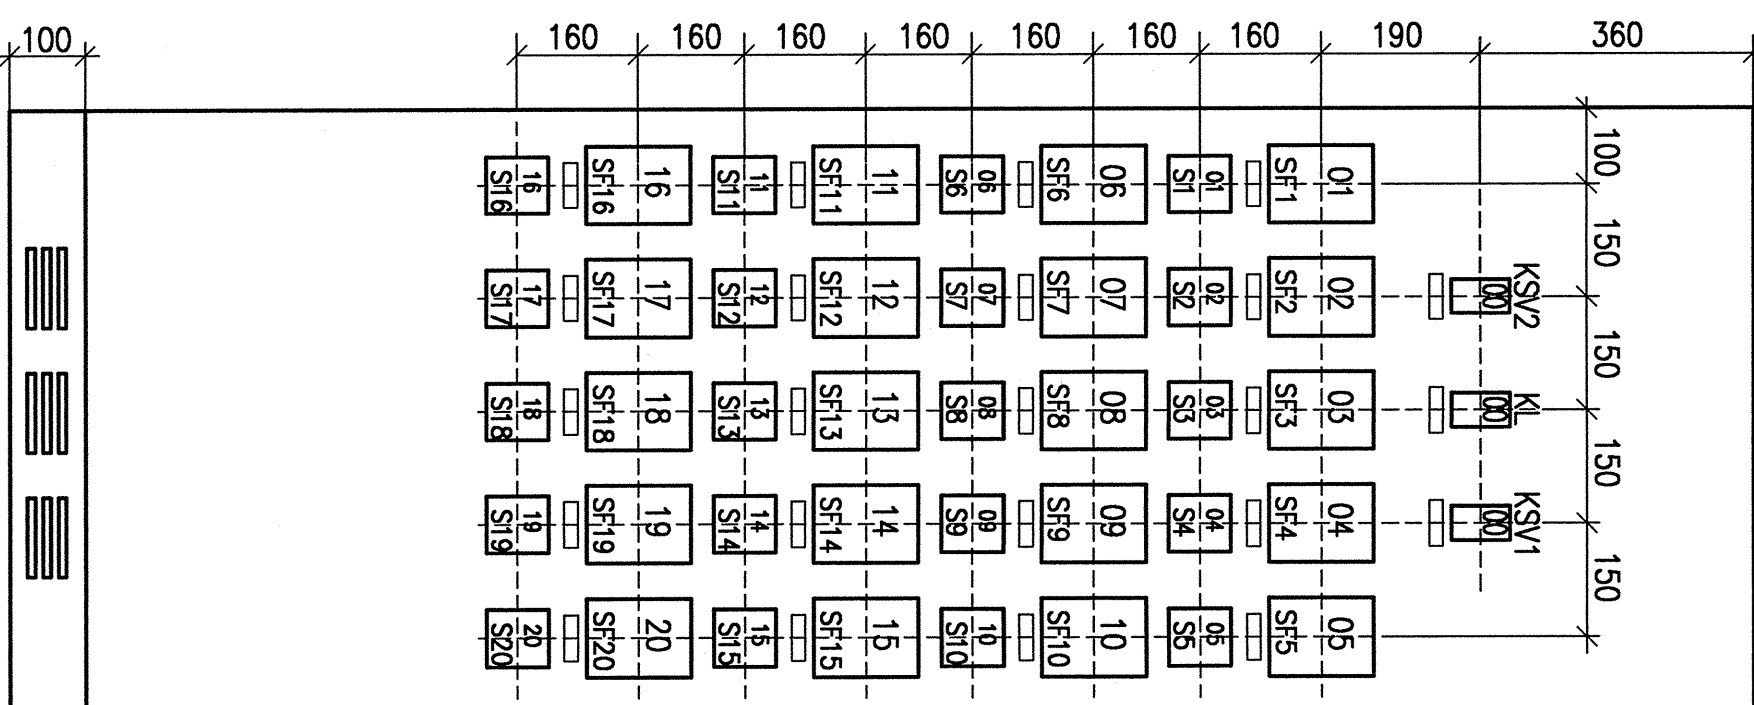 100 160 160 160 160 160 160 160 190 360
100
150
150
150
150
16 S16 16 SF16 11 S11 11 SF11 06 S6 06 SF6 01 S1 01 SF1
17 S17 17 SF17 12 S12 12 SF12 07 S7 07 SF7 02 S2 02 SF2 00 KSV2
18 S18 18 SF18 13 S13 13 SF13 08 S8 08 SF8 03 S3 03 SF3 00 KL
19 S19 19 SF19 14 S14 14 SF14 09 S9 09 SF9 04 S4 04 SF4 00 KSV1
20 S20 20 SF20 15 S15 15 SF15 10 S10 10 SF10 05 S5 05 SF5